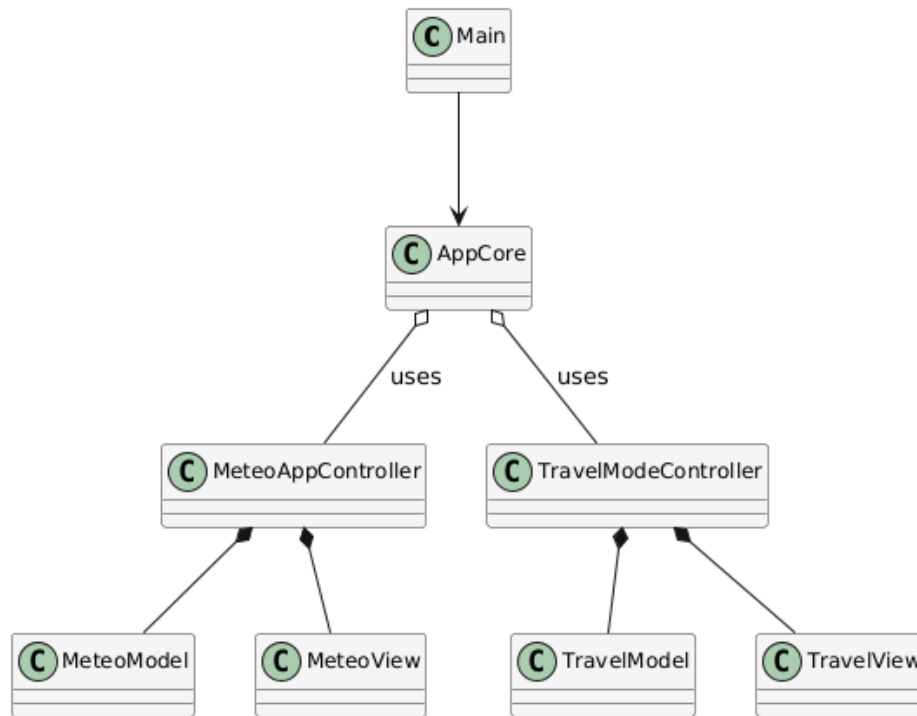 C Main
C AppCore
uses
uses
C MeteoAppController
C TravelModeController
C MeteoModel
C MeteoView
C TravelModel
C TravelView